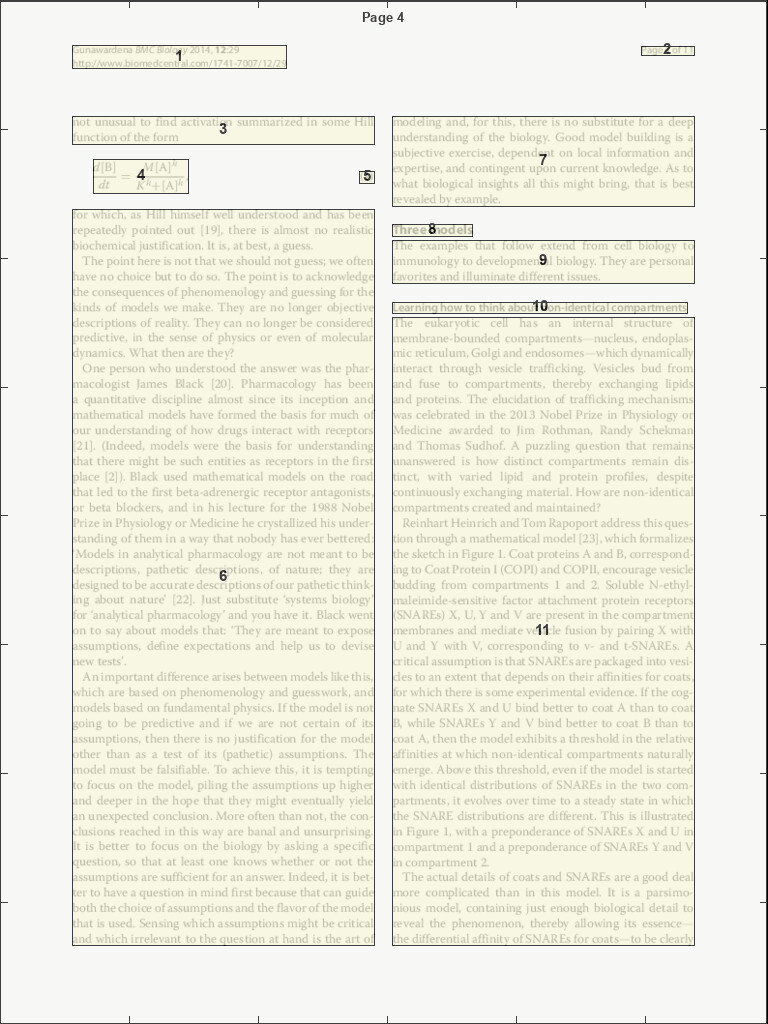 Page 4
Gunawardena BMC Biology 2014, 12:29
http://www.biomedcentral.com/1741-7007/12/29
1
Page of 11
2
not unusual to find activation summarized in some Hill
function of the form
3
d[B]/dt = M[A]^h / K^h+[A]^h
4
5
for which, as Hill himself well understood and has been
repeatedly pointed out [19], there is almost no realistic
biochemical justification. It is, at best, a guess.
The point here is not that we should not guess; we often
have no choice but to do so. The point is to acknowledge
the consequences of phenomenology and guessing for the
kinds of models we make. They are no longer objective
descriptions of reality. They can no longer be considered
predictive, in the sense of physics or even of molecular
dynamics. What then are they?
One person who understood the answer was the phar-
macologist James Black [20]. Pharmacology has been
a quantitative discipline almost since its inception and
mathematical models have formed the basis for much of
our understanding of how drugs interact with receptors
[21]. (Indeed, models were the basis for understanding
that there might be such entities as receptors in the first
place [2]). Black used mathematical models on the road
that led to the first beta-adrenergic receptor antagonists,
or beta blockers, and in his lecture for the 1988 Nobel
Prize in Physiology or Medicine he crystallized his under-
standing of them in a way that nobody has ever bettered:
'Models in analytical pharmacology are not meant to be
descriptions, pathetic descriptions, of nature; they are
designed to be accurate descriptions of our pathetic think-
ing about nature' [22]. Just substitute 'systems biology'
for 'analytical pharmacology' and you have it. Black went
on to say about models that: 'They are meant to expose
assumptions, define expectations and help us to devise
new tests'.
An important difference arises between models like this,
which are based on phenomenology and guesswork, and
models based on fundamental physics. If the model is not
going to be predictive and if we are not certain of its
assumptions, then there is no justification for the model
other than as a test of its (pathetic) assumptions. The
model must be falsifiable. To achieve this, it is tempting
to focus on the model, piling the assumptions up higher
and deeper in the hope that they might eventually yield
an unexpected conclusion. More often than not, the con-
clusions reached in this way are banal and unsurprising.
It is better to focus on the biology by asking a specific
question, so that at least one knows whether or not the
assumptions are sufficient for an answer. Indeed, it is bet-
ter to have a question in mind first because that can guide
both the choice of assumptions and the flavor of the model
that is used. Sensing which assumptions might be critical
and which irrelevant to the question at hand is the art of
6
modeling and, for this, there is no substitute for a deep
understanding of the biology. Good model building is a
subjective exercise, dependent on local information and
expertise, and contingent upon current knowledge. As to
what biological insights all this might bring, that is best
revealed by example.
7
Three models
8
The examples that follow extend from cell biology to
immunology to developmental biology. They are personal
favorites and illuminate different issues.
9
Learning how to think about non-identical compartments
10
The eukaryotic cell has an internal structure of
membrane-bound compartments—nucleus, endoplas-
mic reticulum, Golgi and endosomes—which dynamically
interact through vesicle trafficking. Vesicles bud from
and fuse to compartments, thereby exchanging lipids
and proteins. The elucidation of trafficking mechanisms
was celebrated in the 2013 Nobel Prize in Physiology or
Medicine awarded to Jim Rothman, Randy Schekman
and Thomas Sudhof. A puzzling question that remains
unanswered is how distinct compartments remain dis-
tinct, with varied lipid and protein profiles, despite
continuously exchanging material. How are non-identical
compartments created and maintained?
Reinhart Heinrich and Tom Rapoport address this ques-
tion through a mathematical model [23], which formalizes
the sketch in Figure 1. Coat proteins A and B, correspond-
ing to Coat Protein I (COPI) and COPII, encourage vesicle
budding from compartments 1 and 2. Soluble N-ethyl-
maleimide-sensitive factor attachment protein receptors
(SNAREs) X, U, Y and V are present in the compartment
membranes and mediate vesicle fusion by pairing X with
U and Y with V, corresponding to v- and t-SNAREs. A
critical assumption is that SNAREs are packaged into vesi-
cles to an extent that depends on their affinities for coats,
for which there is some experimental evidence. If the cog-
nate SNAREs X and U bind better to coat A than to coat
B, while SNAREs Y and V bind better to coat B than to
coat A, then the model exhibits a threshold in the relative
affinities at which non-identical compartments naturally
emerge. Above this threshold, even if the model is started
with identical distributions of SNAREs in the two com-
partments, it evolves over time to a steady state in which
the SNARE distributions are different. This is illustrated
in Figure 1, with a preponderance of SNAREs X and U in
compartment 1 and a preponderance of SNAREs Y and V
in compartment 2.
The actual details of coats and SNAREs are a good deal
more complicated than in this model. It is a parsimo-
nious model, containing just enough biological detail to
reveal the phenomenon, thereby allowing its essence—
the differential affinity of SNAREs for coats—to be clearly
11